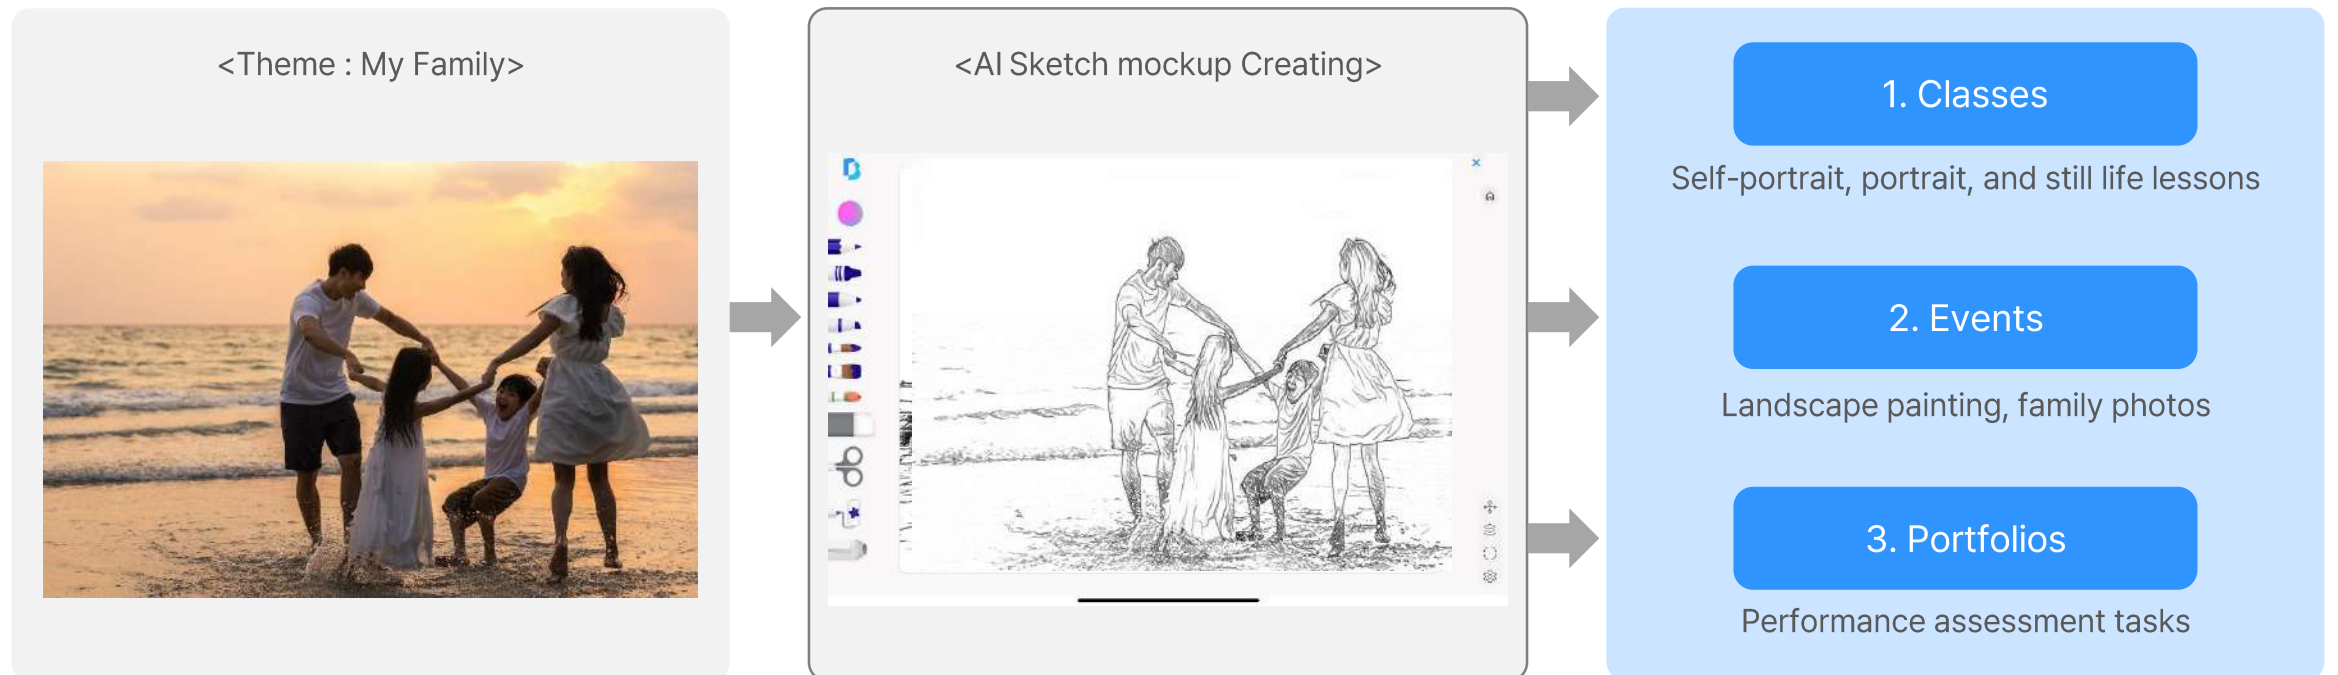 <Theme : My Family>
<AI Sketch mockup Creating>
1. Classes
Self-portrait, portrait, and still life lessons
2. Events
Landscape painting, family photos
3. Portfolios
Performance assessment tasks